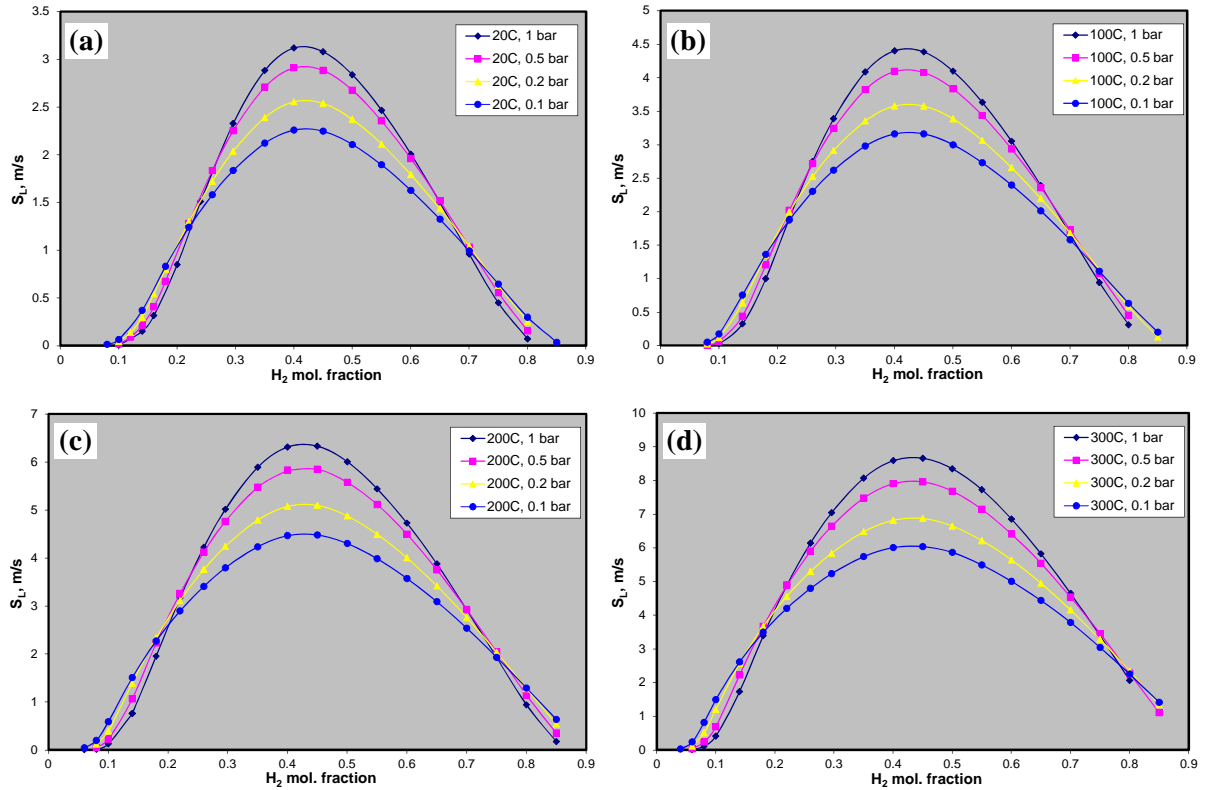 (a)
20C, 1 bar
20C, 0.5 bar
20C, 0.2 bar
20C, 0.1 bar
S_L, m/s
3.5
3
2.5
2
1.5
1
0.5
0
0 0.1 0.2 0.3 0.4 0.5 0.6 0.7 0.8 0.9
H₂ mol. fraction
(b)
100C, 1 bar
100C, 0.5 bar
100C, 0.2 bar
100C, 0.1 bar
S_L, m/s
5
4.5
4
3.5
3
2.5
2
1.5
1
0.5
0
0 0.1 0.2 0.3 0.4 0.5 0.6 0.7 0.8 0.9
H₂ mol. fraction
(c)
200C, 1 bar
200C, 0.5 bar
200C, 0.2 bar
200C, 0.1 bar
S_L, m/s
7
6
5
4
3
2
1
0
0 0.1 0.2 0.3 0.4 0.5 0.6 0.7 0.8 0.9
H₂ mol. fraction
(d)
300C, 1 bar
300C, 0.5 bar
300C, 0.2 bar
300C, 0.1 bar
S_L, m/s
10
9
8
7
6
5
4
3
2
1
0
0 0.1 0.2 0.3 0.4 0.5 0.6 0.7 0.8 0.9
H₂ mol. fraction